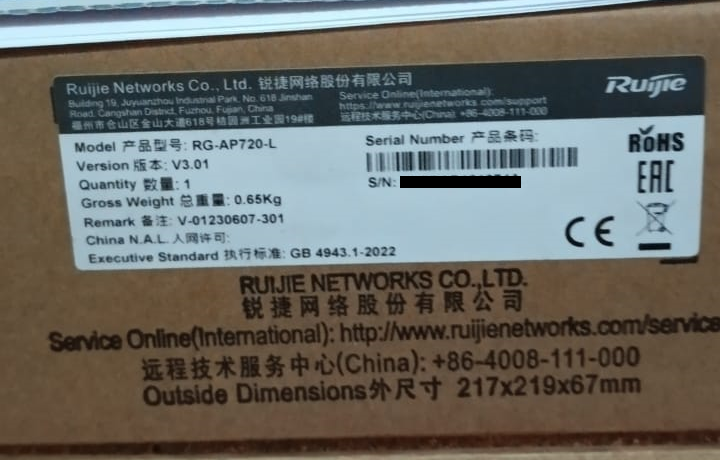 Ruijie Networks Co., Ltd. 锐捷网络股份有限公司
Building 19, Juyuanzhou Industrial Park, No. 618 Jinshan
Road, Cangshan District, Fuzhou, Fujian, China
福州市仓山区金山大道618号桔园洲工业园19#楼
Service Online(International):
https://www.ruijienetworks.com/support
远程技术服务中心(China): +86-4008-111-000
Ruijie
Model 产品型号: RG-AP720-L
Version 版本: V3.01
Quantity 数量: 1
Gross Weight 总重量: 0.65Kg
Remark 备注: V-01230607-301
China N.A.L. 入网许可:
Executive Standard 执行标准: GB 4943.1-2022
Serial Number 产品条码:
S/N:
RoHS
EAC
CE
RUIJIE NETWORKS CO.,LTD.
锐捷网络股份有限公司
Service Online(International): http://www.ruijienetworks.com/service
远程技术服务中心(China): +86-4008-111-000
Outside Dimensions外尺寸 217x219x67mm